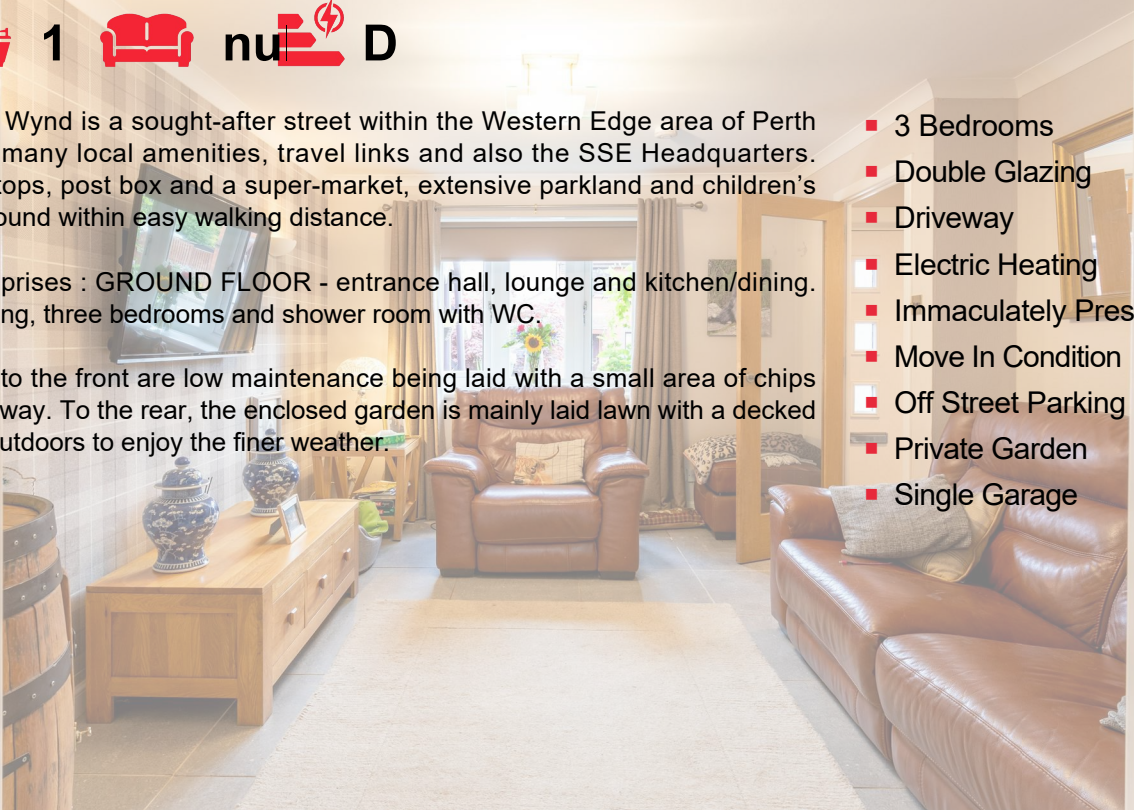 1 nu D
Wynd is a sought-after street within the Western Edge area of Perth
many local amenities, travel links and also the SSE Headquarters.
tops, post box and a super-market, extensive parkland and children’s
ound within easy walking distance.
prises : GROUND FLOOR - entrance hall, lounge and kitchen/dining.
ng, three bedrooms and shower room with WC.
to the front are low maintenance being laid with a small area of chips
way. To the rear, the enclosed garden is mainly laid lawn with a decked
utdoors to enjoy the finer weather.
3 Bedrooms
Double Glazing
Driveway
Electric Heating
Immaculately Pres
Move In Condition
Off Street Parking
Private Garden
Single Garage